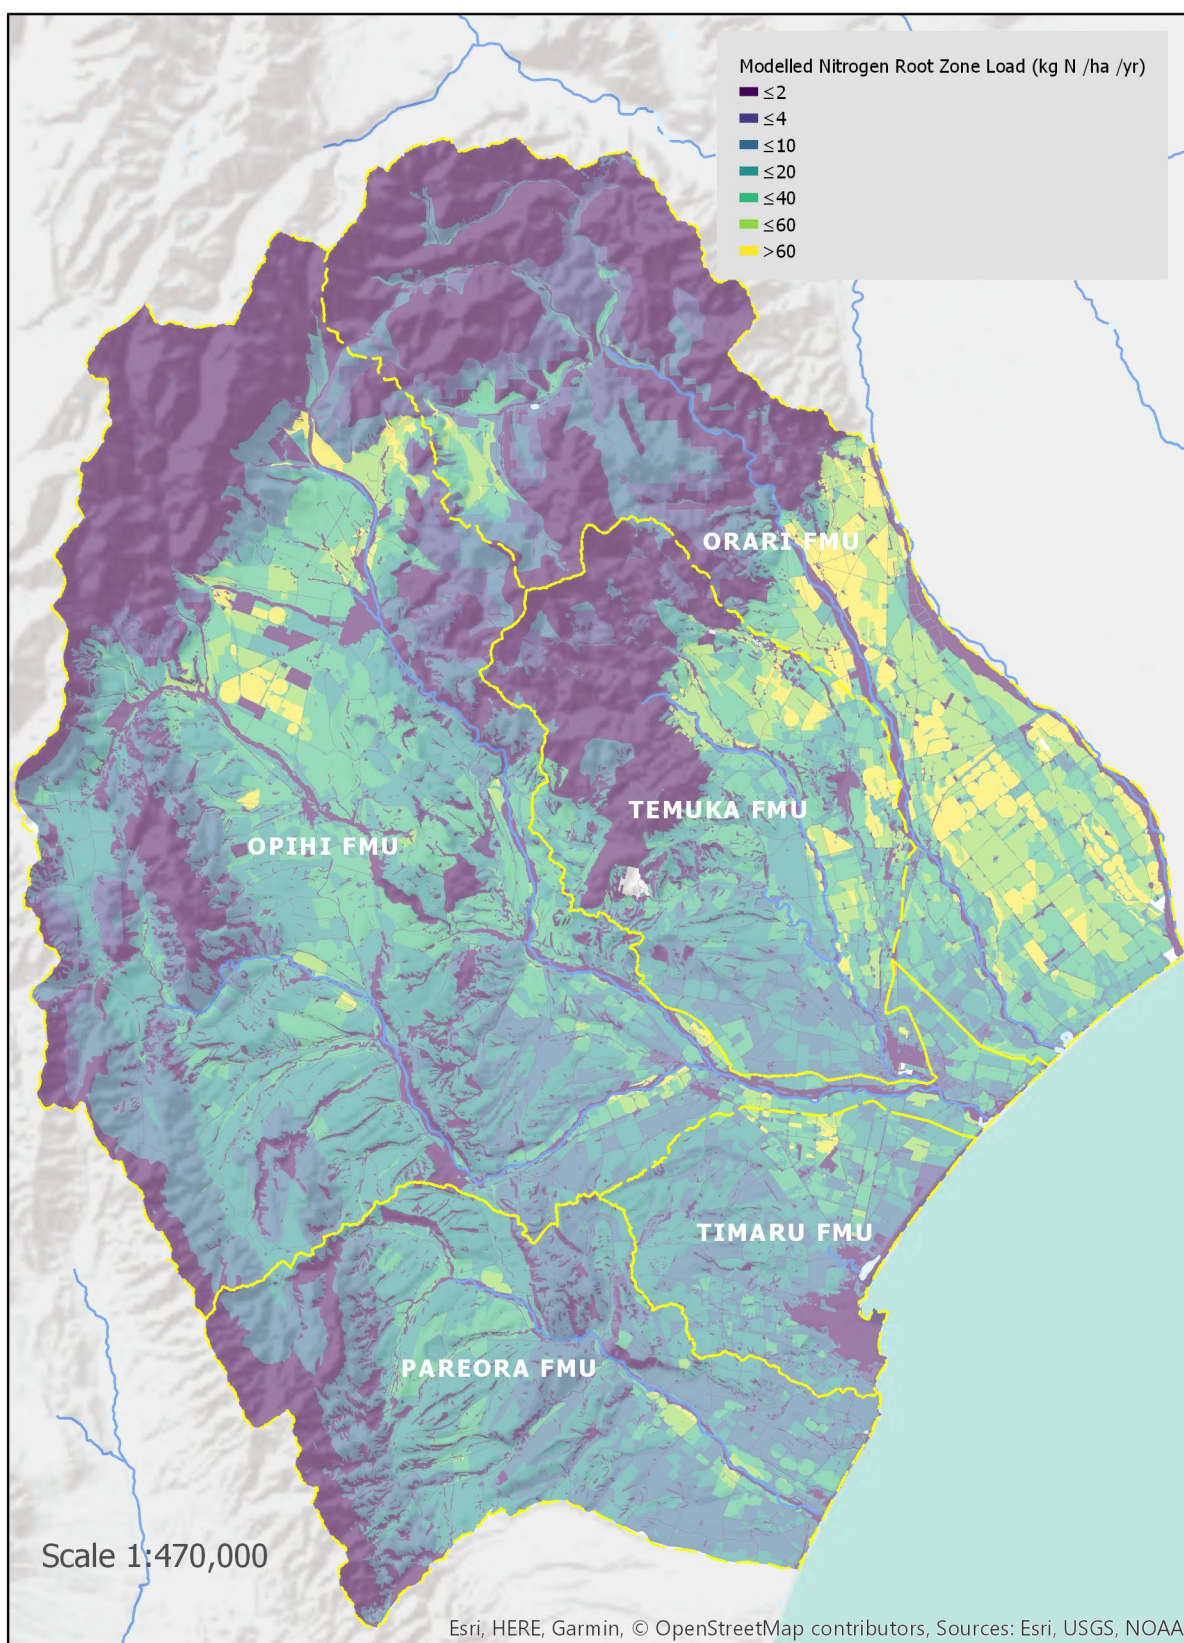 Modelled Nitrogen Root Zone Load (kg N /ha /yr)
≤2
≤4
≤10
≤20
≤40
≤60
>60
ORARI FMU
TEMUKA FMU
OPIHI FMU
TIMARU FMU
PAREORA FMU
Scale 1:470,000
Esri, HERE, Garmin, © OpenStreetMap contributors, Sources: Esri, USGS, NOAA